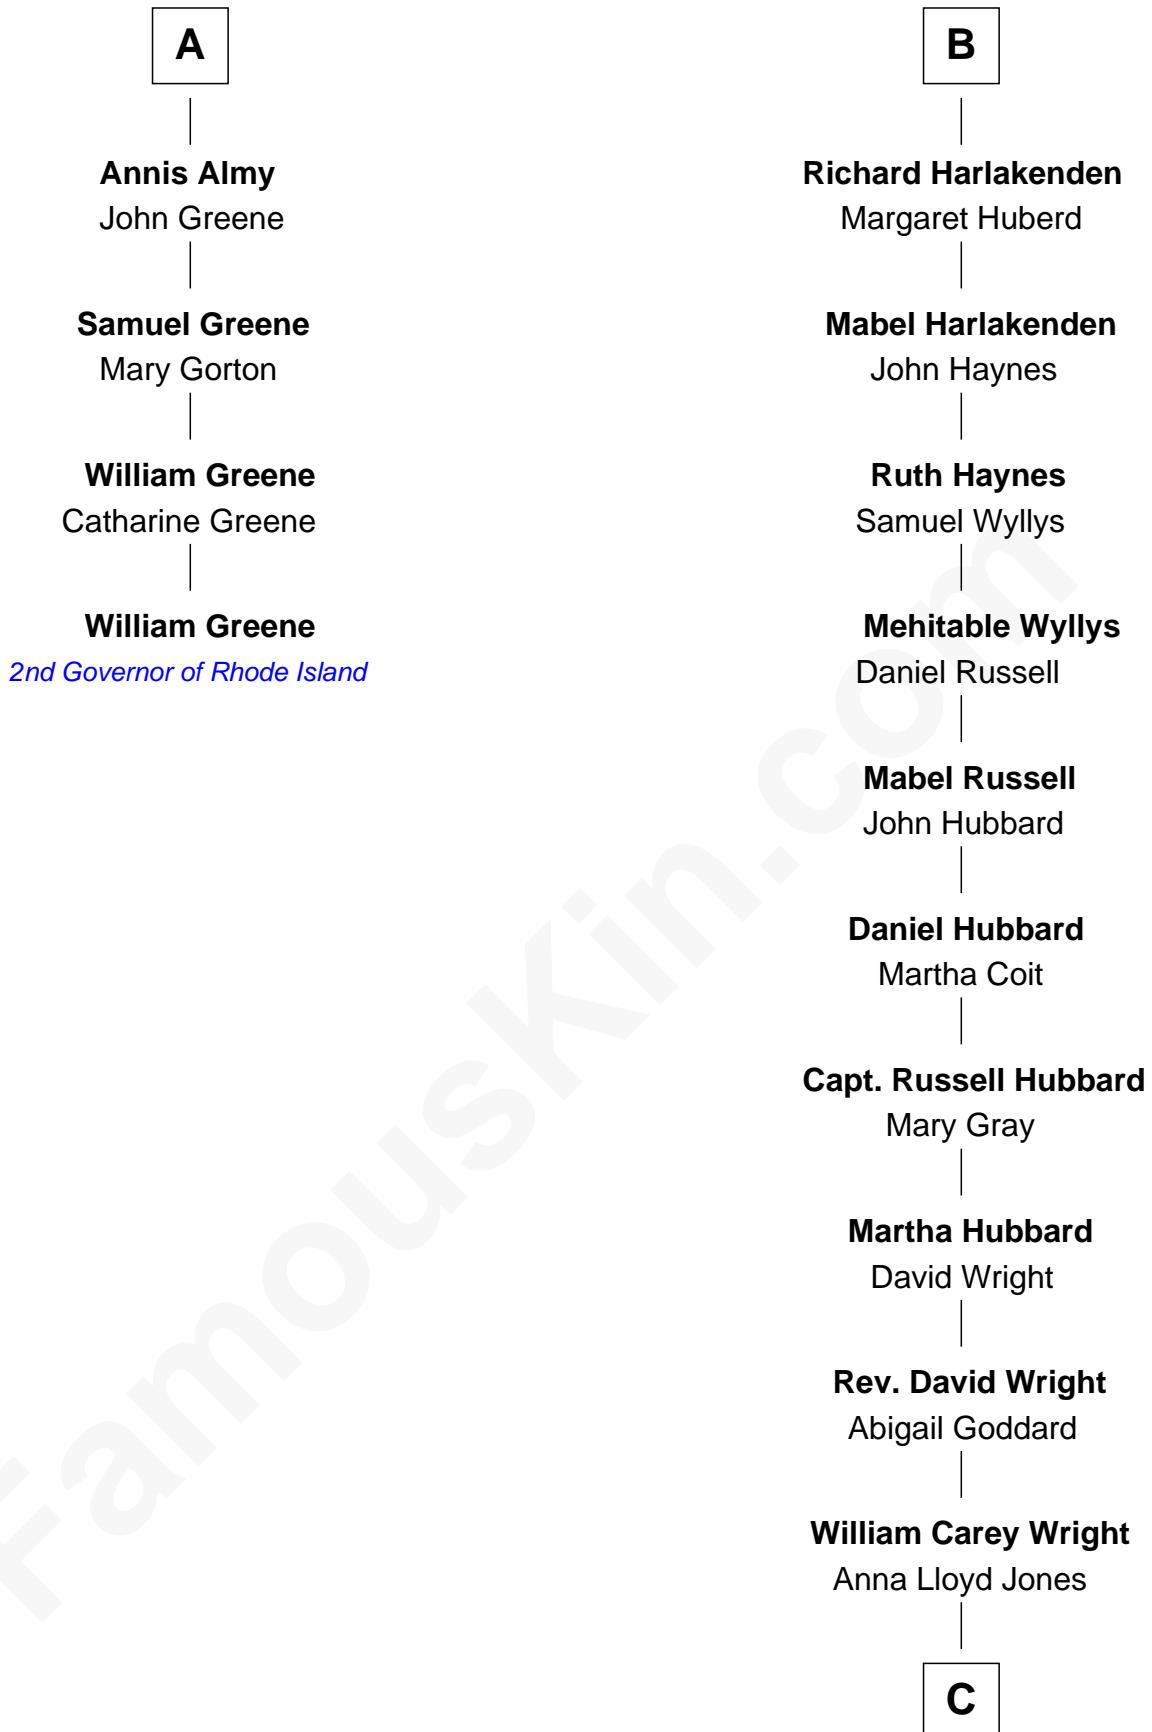 A
Annis Almy
John Greene
Samuel Greene
Mary Gorton
William Greene
Catharine Greene
William Greene
2nd Governor of Rhode Island
B
Richard Harlakenden
Margaret Huberd
Mabel Harlakenden
John Haynes
Ruth Haynes
Samuel Wyllys
Mehitable Wyllys
Daniel Russell
Mabel Russell
John Hubbard
Daniel Hubbard
Martha Coit
Capt. Russell Hubbard
Mary Gray
Martha Hubbard
David Wright
Rev. David Wright
Abigail Goddard
William Carey Wright
Anna Lloyd Jones
C
FamousKin.com